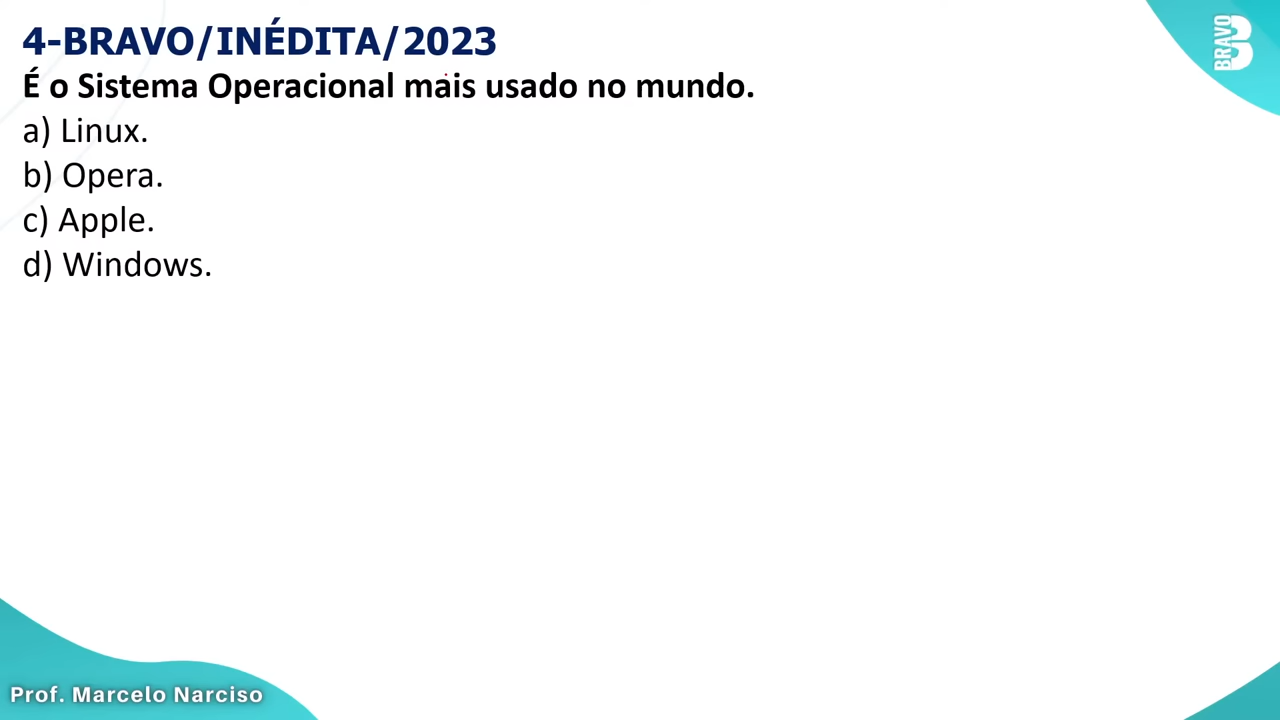 4-BRAVO/INÉDITA/2023
É o Sistema Operacional mais usado no mundo.
a) Linux.
b) Opera.
c) Apple.
d) Windows.
BRAVO
Prof. Marcelo Narciso